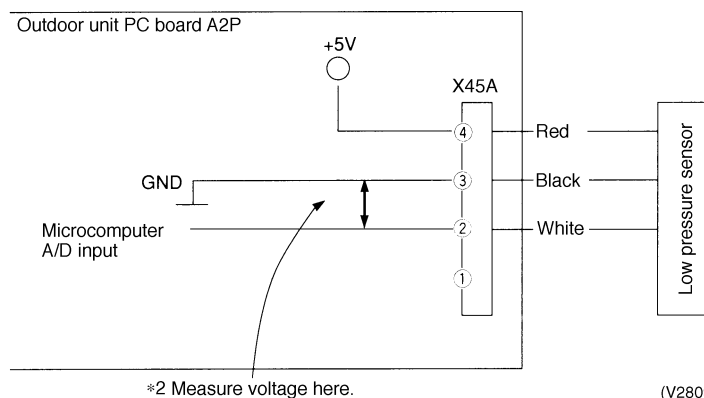 Outdoor unit PC board A2P
+5V
X45A
4 Red
GND 3 Black
Microcomputer 2 White
A/D input
1
Low pressure sensor
*2 Measure voltage here.
(V280